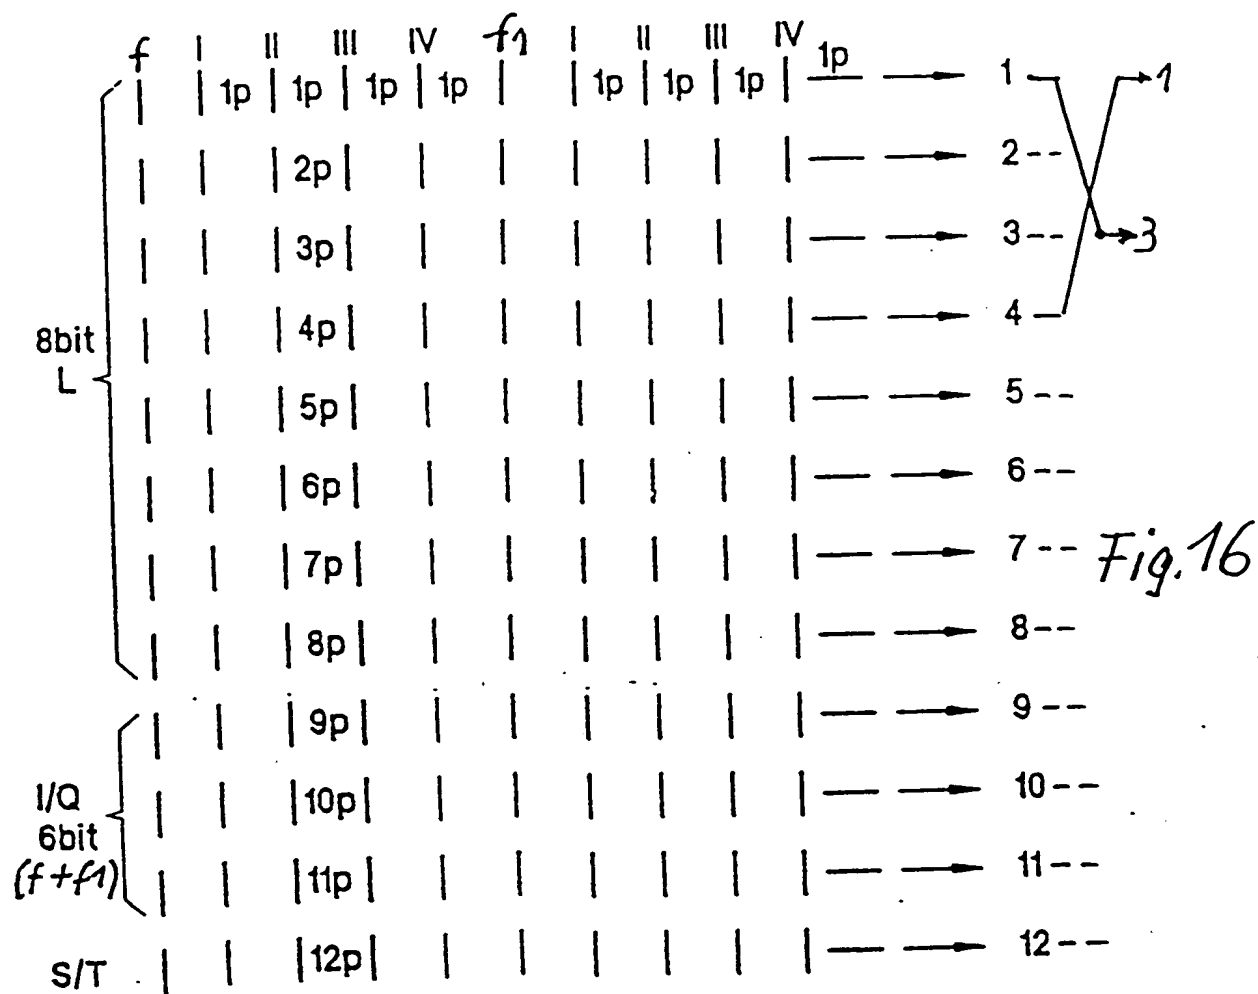 f I II III IV f1 I II III IV
1p 1p 1p 1p 1p 1p 1p 1p 1 1
2p 2
3p 3 3
8bit 4p 4
L 5p 5
6p 6
7p 7 Fig. 16
8p 8
9p 9
I/Q 10p 10
6bit
(f+f1) 11p 11
S/T 12p 12